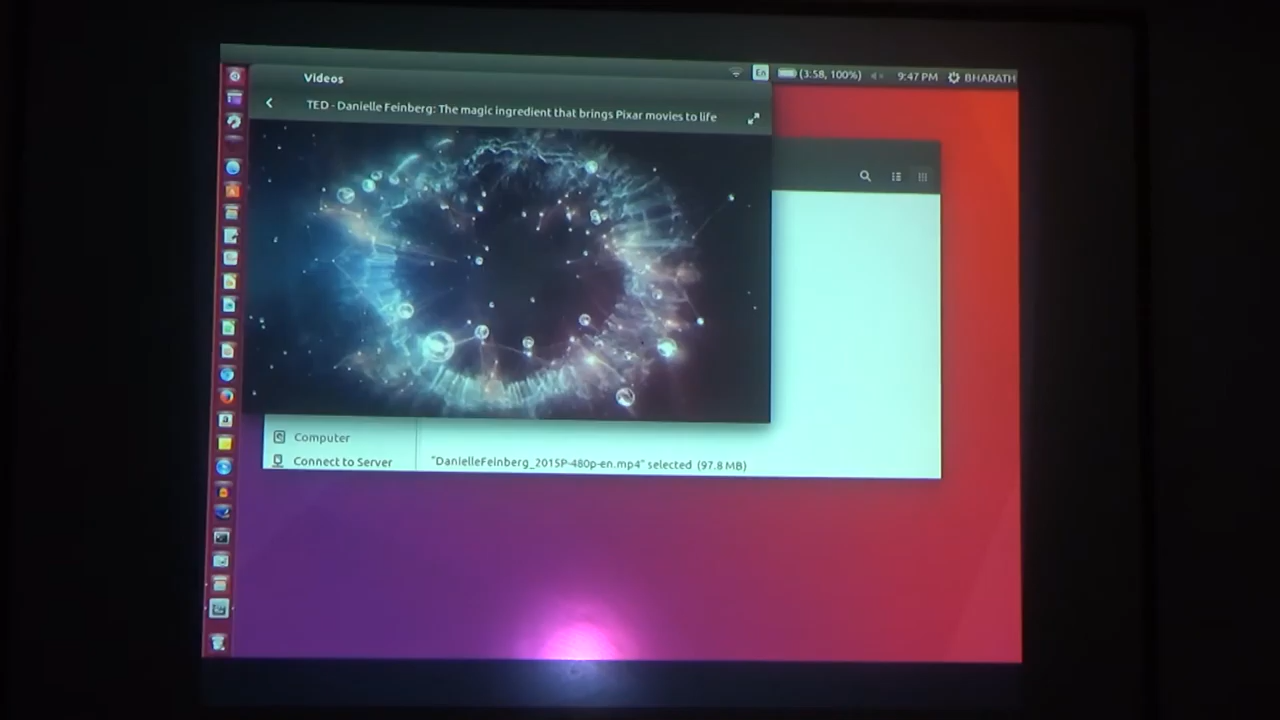 Videos
En (3:58, 100%) 9:47 PM BHARATH
TED - Danielle Feinberg: The magic ingredient that brings Pixar movies to life
Computer
Connect to Server
"DanielleFeinberg_2015P-480p-en.mp4" selected (97.8 MB)